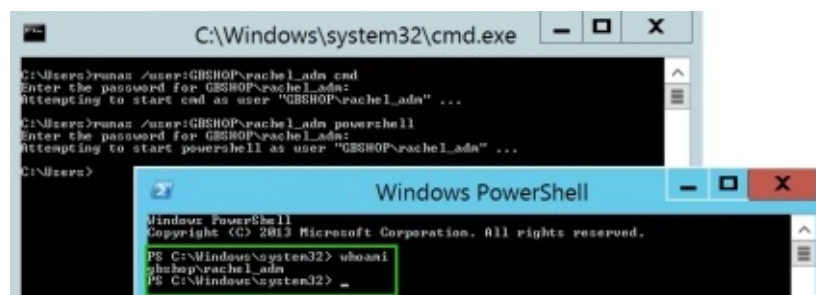 C:\Windows\system32\cmd.exe
C:\Users>runas /user:GBSHOP\rachel_adm cmd
Enter the password for GBSHOP\rachel_adm:
Attempting to start cmd as user "GBSHOP\rachel_adm" ...
C:\Users>runas /user:GBSHOP\rachel_adm powershell
Enter the password for GBSHOP\rachel_adm:
Attempting to start powershell as user "GBSHOP\rachel_adm" ...
C:\Users>
Windows PowerShell
Windows PowerShell
Copyright (C) 2013 Microsoft Corporation. All rights reserved.
PS C:\Windows\system32> whoami
gbshop\rachel_adm
PS C:\Windows\system32> _